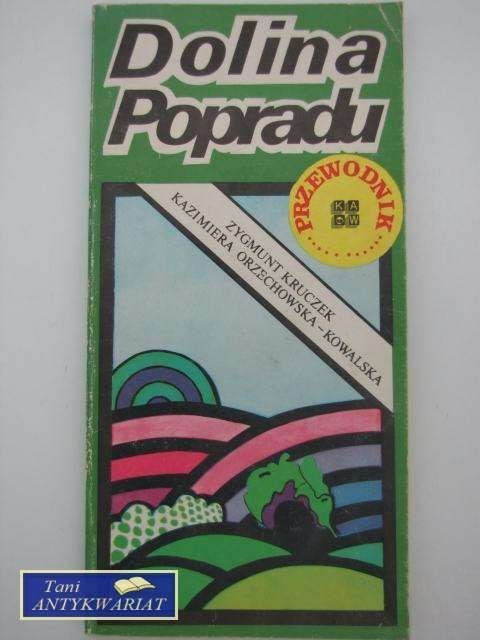 Dolina
Popradu
PRZEWODNIK
KAW
ZYGMUNT KRUCZEK
KAZIMIERA ORZECHOWSKA-KOWALSKA
Tani
ANTYKWARIAT